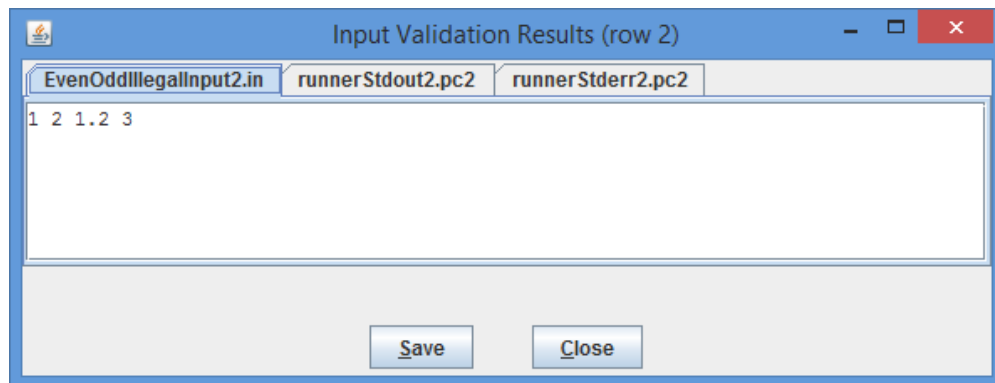 Input Validation Results (row 2)
EvenOddIllegalInput2.in runnerStdout2.pc2 runnerStderr2.pc2
1 2 1.2 3
Save Close